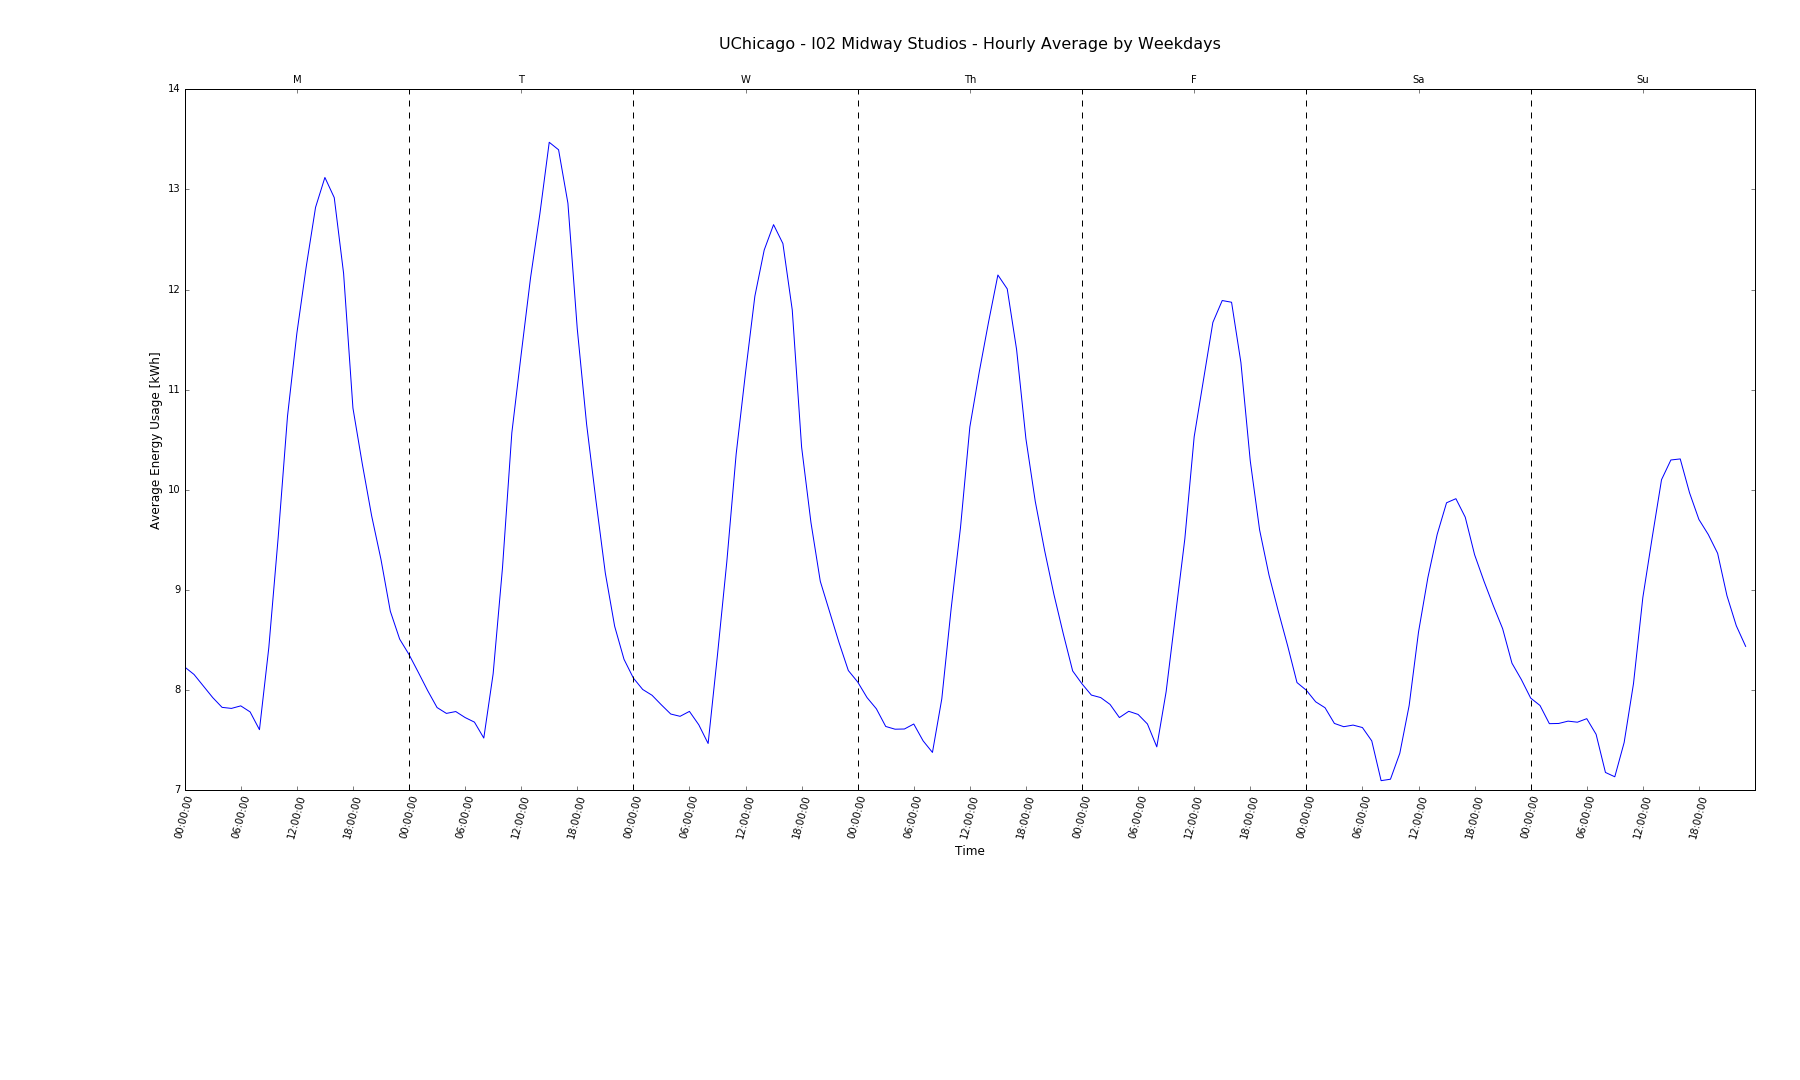 UChicago - I02 Midway Studios - Hourly Average by Weekdays
M T W Th F Sa Su
14
13
12
11
10
9
8
7
Average Energy Usage [kWh]
00:00:00 06:00:00 12:00:00 18:00:00 00:00:00 06:00:00 12:00:00 18:00:00 00:00:00 06:00:00 12:00:00 18:00:00 00:00:00 06:00:00 12:00:00 18:00:00 00:00:00 06:00:00 12:00:00 18:00:00 00:00:00 06:00:00 12:00:00 18:00:00 00:00:00 06:00:00 12:00:00 18:00:00
Time